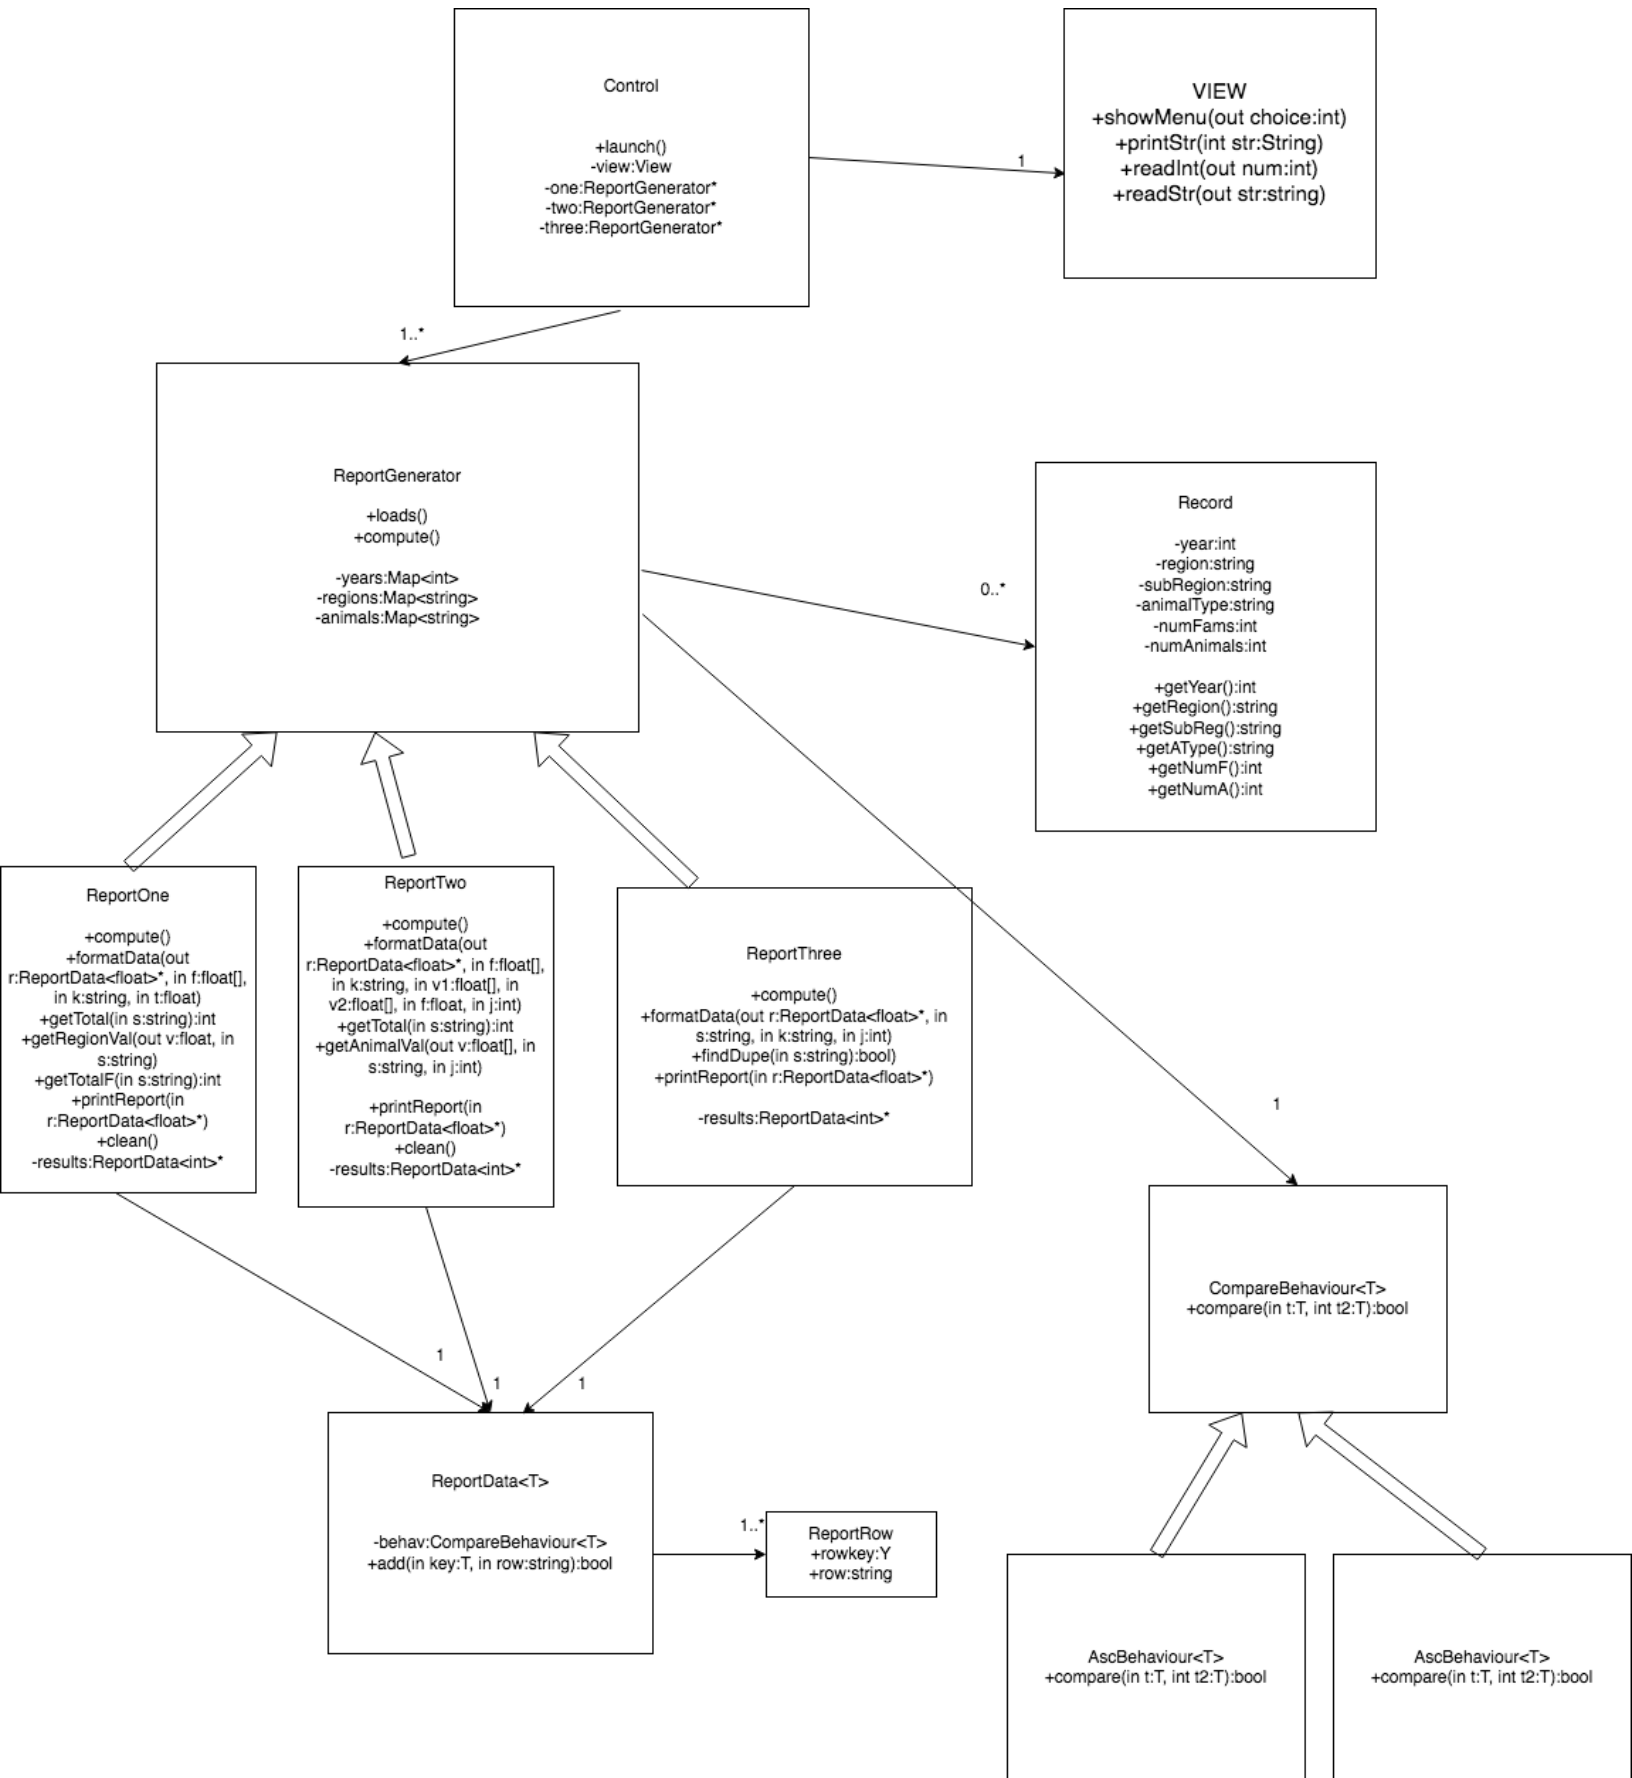 Control
+launch()
-view:View
-one:ReportGenerator*
-two:ReportGenerator*
-three:ReportGenerator*
VIEW
+showMenu(out choice:int)
+printStr(int str:String)
+readInt(out num:int)
+readStr(out str:string)
1
1..*
ReportGenerator
+loads()
+compute()
-years:Map<int>
-regions:Map<string>
-animals:Map<string>
0..*
Record
-year:int
-region:string
-subRegion:string
-animalType:string
-numFams:int
-numAnimals:int
+getYear():int
+getRegion():string
+getSubReg():string
+getAType():string
+getNumF():int
+getNumA():int
ReportOne
+compute()
+formatData(out
r:ReportData<float>*, in f:float[],
in k:string, in t:float)
+getTotal(in s:string):int
+getRegionVal(out v:float, in
s:string)
+getTotalF(in s:string):int
+printReport(in
r:ReportData<float>*)
+clean()
-results:ReportData<int>*
ReportTwo
+compute()
+formatData(out
r:ReportData<float>*, in f:float[],
in k:string, in v1:float[], in
v2:float[], in f:float, in j:int)
+getTotal(in s:string):int
+getAnimalVal(out v:float[], in
s:string, in j:int)
+printReport(in
r:ReportData<float>*)
+clean()
-results:ReportData<int>*
ReportThree
+compute()
+formatData(out r:ReportData<float>*, in
s:string, in k:string, in j:int)
+findDupe(in s:string):bool)
+printReport(in r:ReportData<float>*)
-results:ReportData<int>*
1
CompareBehaviour<T>
+compare(in t:T, int t2:T):bool
1
1
1
ReportData<T>
-behav:CompareBehaviour<T>
+add(in key:T, in row:string):bool
1..*
ReportRow
+rowkey:Y
+row:string
AscBehaviour<T>
+compare(in t:T, int t2:T):bool
AscBehaviour<T>
+compare(in t:T, int t2:T):bool